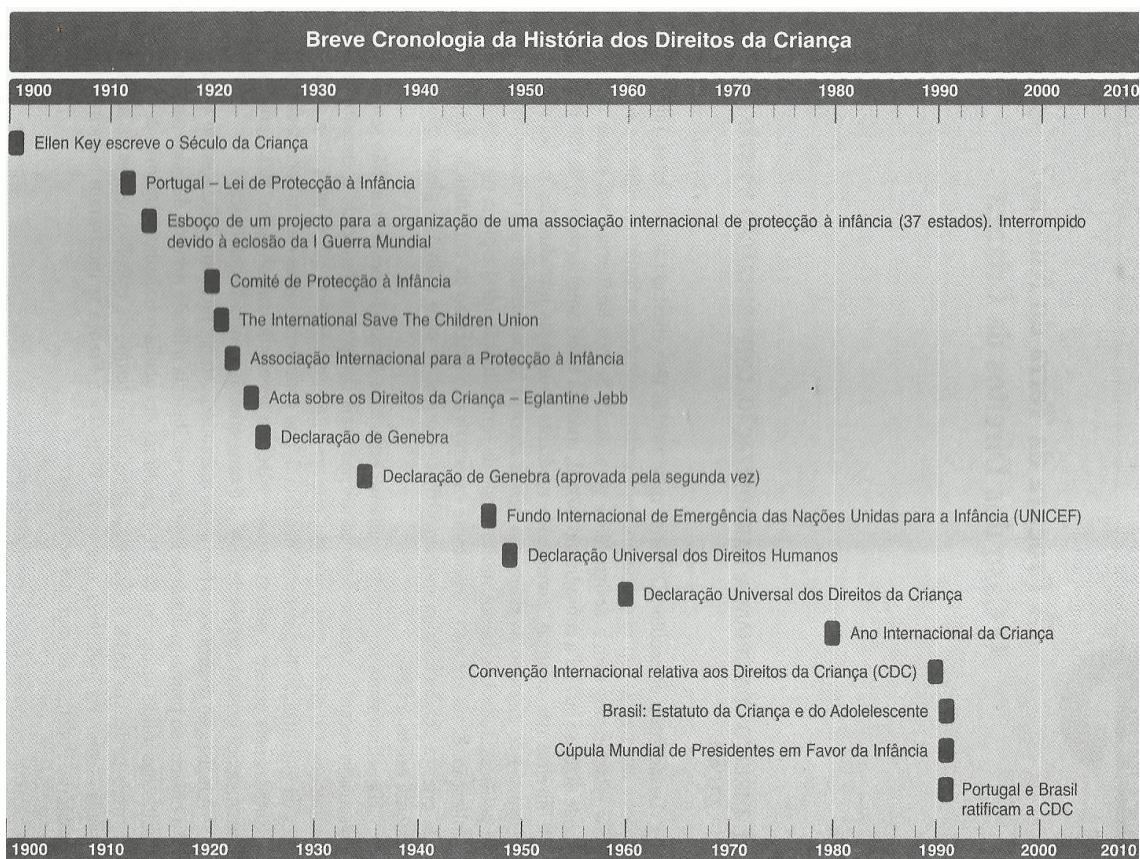 Breve Cronologia da História dos Direitos da Criança
1900 1910 1920 1930 1940 1950 1960 1970 1980 1990 2000 2010
Ellen Key escreve o Século da Criança
Portugal – Lei de Protecção à Infância
Esboço de um projecto para a organização de uma associação internacional de protecção à infância (37 estados). Interrompido
devido à eclosão da I Guerra Mundial
Comité de Protecção à Infância
The International Save The Children Union
Associação Internacional para a Protecção à Infância
Acta sobre os Direitos da Criança – Eglantine Jebb
Declaração de Genebra
Declaração de Genebra (aprovada pela segunda vez)
Fundo Internacional de Emergência das Nações Unidas para a Infância (UNICEF)
Declaração Universal dos Direitos Humanos
Declaração Universal dos Direitos da Criança
Ano Internacional da Criança
Convenção Internacional relativa aos Direitos da Criança (CDC)
Brasil: Estatuto da Criança e do Adolelescente
Cúpula Mundial de Presidentes em Favor da Infância
Portugal e Brasil
ratificam a CDC
1900 1910 1920 1930 1940 1950 1960 1970 1980 1990 2000 2010